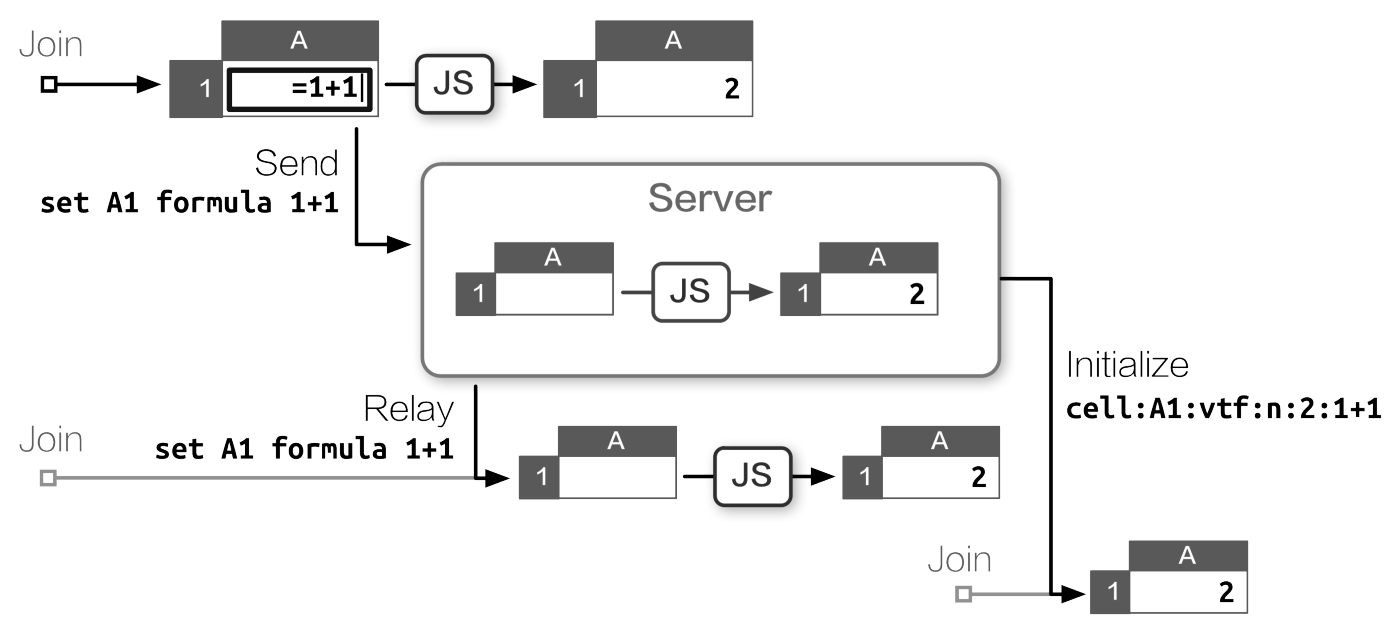 Join
A
1 =1+1
JS
A
1 2
Send
set A1 formula 1+1
Server
A
1
JS
A
1 2
Initialize
cell:A1:vtf:n:2:1+1
Relay
set A1 formula 1+1
Join
A
1
JS
A
1 2
Join
A
1 2